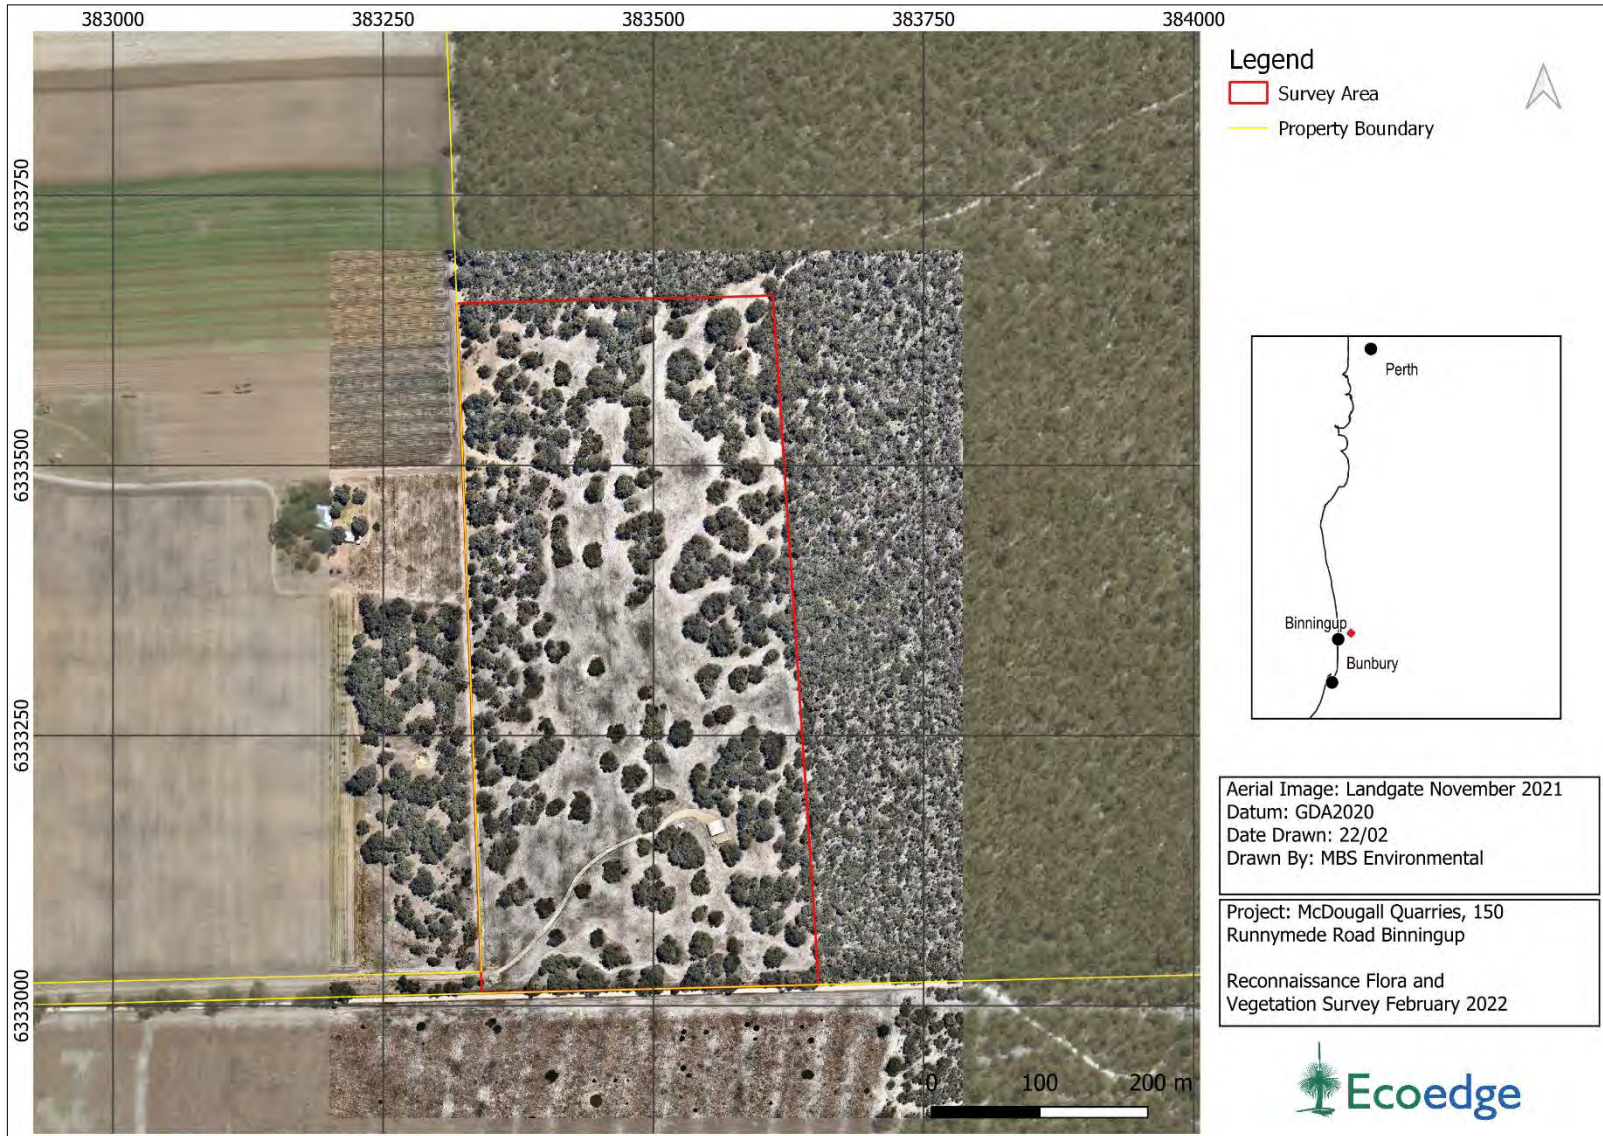 383000 383250 383500 383750 384000
6333750
6333500
6333250
6333000
Legend
Survey Area
Property Boundary
Perth
Binningup
Bunbury
Aerial Image: Landgate November 2021
Datum: GDA2020
Date Drawn: 22/02
Drawn By: MBS Environmental
Project: McDougall Quarries, 150
Runnymede Road Binningup
Reconnaissance Flora and
Vegetation Survey February 2022
0 100 200 m
Ecoedge